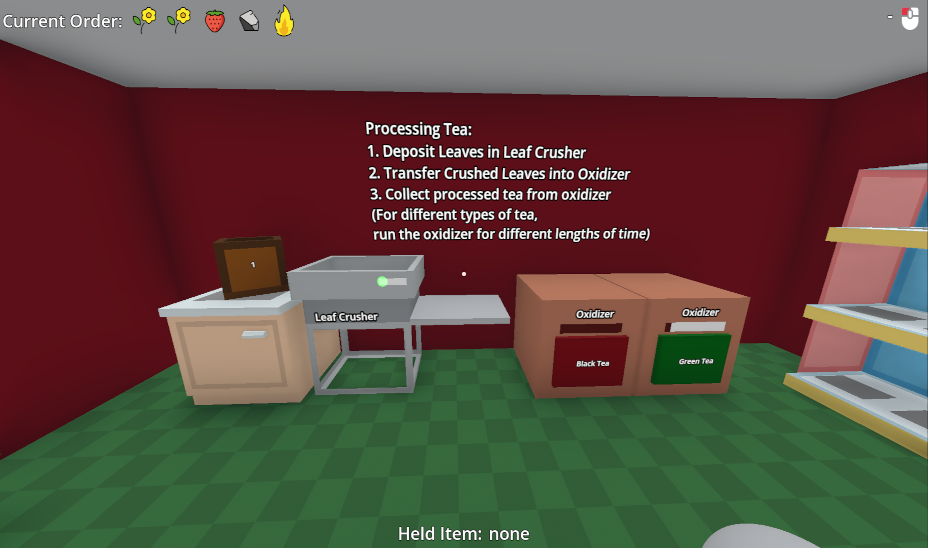 Current Order:
-
Processing Tea:
1. Deposit Leaves in Leaf Crusher
2. Transfer Crushed Leaves into Oxidizer
3. Collect processed tea from oxidizer
(For different types of tea,
run the oxidizer for different lengths of time)
1
Leaf Crusher
Oxidizer
Oxidizer
Black Tea
Green Tea
Held Item: none